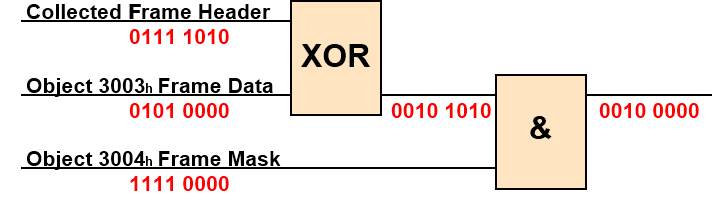 Collected Frame Header
0111 1010
XOR
Object 3003h Frame Data
0101 0000
0010 1010
&
0010 0000
Object 3004h Frame Mask
1111 0000